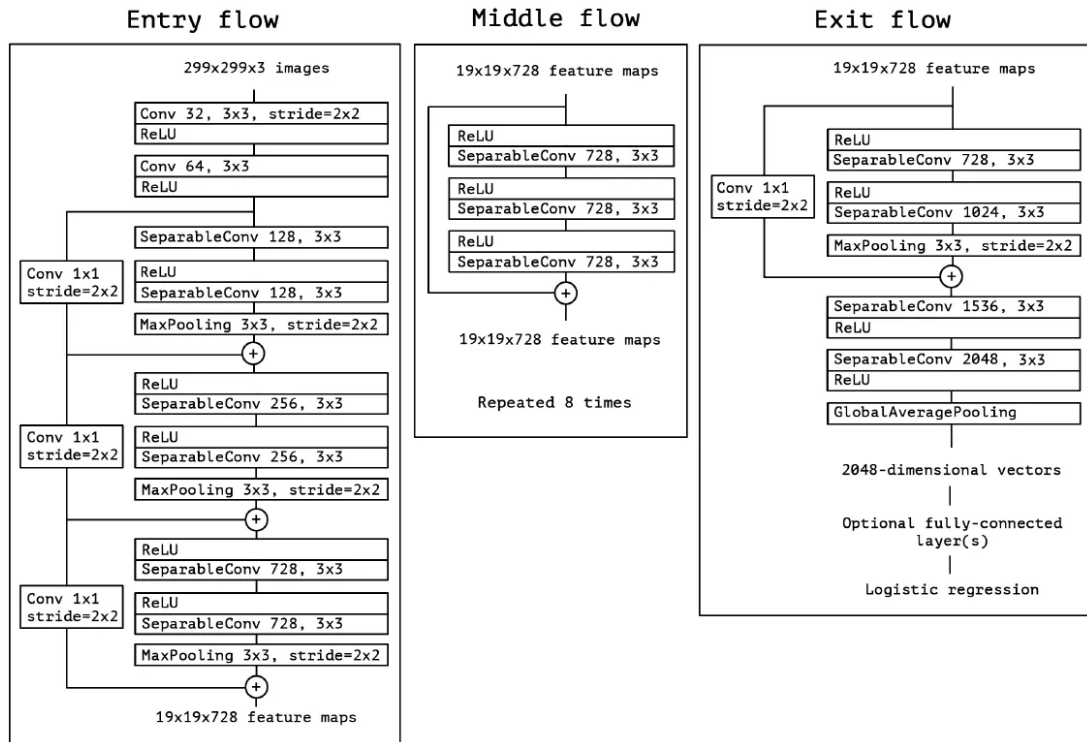 Entry flow
299x299x3 images
Conv 32, 3x3, stride=2x2
ReLU
Conv 64, 3x3
ReLU
SeparableConv 128, 3x3
Conv 1x1
stride=2x2
ReLU
SeparableConv 128, 3x3
MaxPooling 3x3, stride=2x2
+
ReLU
SeparableConv 256, 3x3
Conv 1x1
stride=2x2
ReLU
SeparableConv 256, 3x3
MaxPooling 3x3, stride=2x2
+
ReLU
SeparableConv 728, 3x3
Conv 1x1
stride=2x2
ReLU
SeparableConv 728, 3x3
MaxPooling 3x3, stride=2x2
+
19x19x728 feature maps
Middle flow
19x19x728 feature maps
ReLU
SeparableConv 728, 3x3
ReLU
SeparableConv 728, 3x3
ReLU
SeparableConv 728, 3x3
+
19x19x728 feature maps
Repeated 8 times
Exit flow
19x19x728 feature maps
ReLU
SeparableConv 728, 3x3
Conv 1x1
stride=2x2
ReLU
SeparableConv 1024, 3x3
MaxPooling 3x3, stride=2x2
+
SeparableConv 1536, 3x3
ReLU
SeparableConv 2048, 3x3
ReLU
GlobalAveragePooling
2048-dimensional vectors
Optional fully-connected
layer(s)
Logistic regression